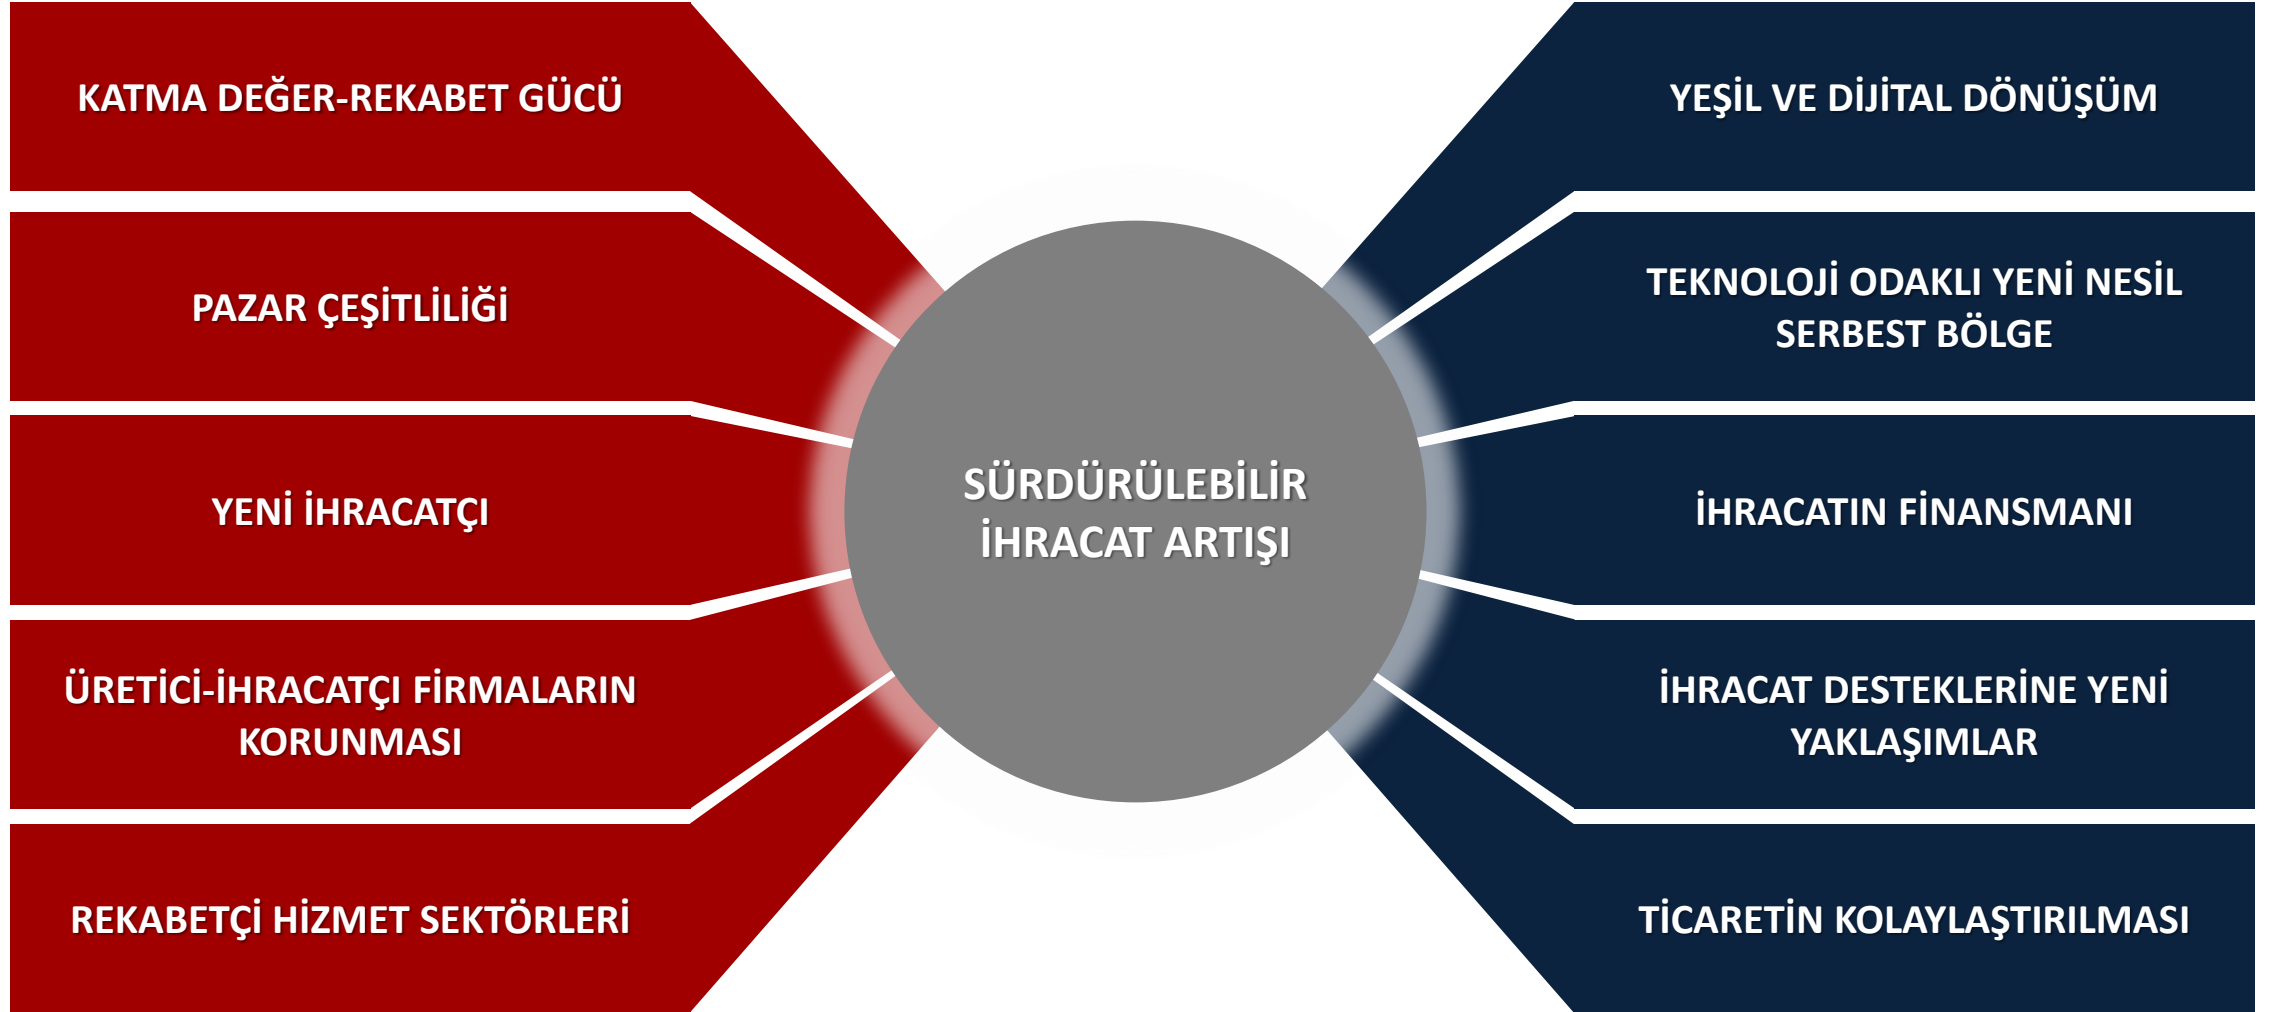 KATMA DEĞER-REKABET GÜCÜ
PAZAR ÇEŞİTLİLİĞİ
YENİ İHRACATÇI
ÜRETİCİ-İHRACATÇI FİRMALARIN
KORUNMASI
REKABETÇİ HİZMET SEKTÖRLERİ
SÜRDÜRÜLEBİLİR
İHRACAT ARTIŞI
YEŞİL VE DİJİTAL DÖNÜŞÜM
TEKNOLOJİ ODAKLI YENİ NESİL
SERBEST BÖLGE
İHRACATIN FİNANSMANI
İHRACAT DESTEKLERİNE YENİ
YAKLAŞIMLAR
TİCARETİN KOLAYLAŞTIRILMASI